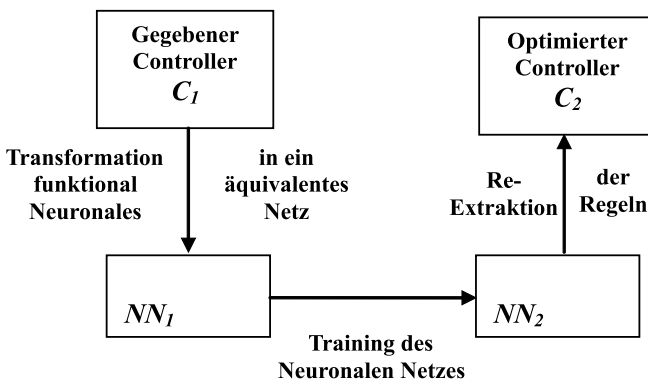 Gegebener
Controller
C₁
Optimierter
Controller
C₂
Transformation in ein
funktional äquivalentes
Neuronales Netz
Re- der
Extraktion Regeln
NN₁
NN₂
Training des
Neuronalen Netzes